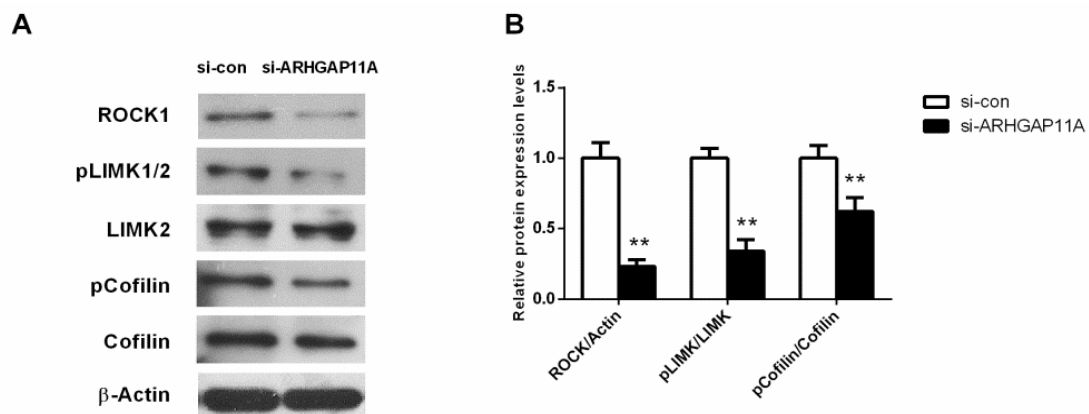 A
si-con si-ARHGAP11A
ROCK1
pLIMK1/2
LIMK2
pCofilin
Cofilin
β-Actin
B
Relative protein expression levels
1.5
1.0
0.5
0.0
** ** **
ROCK/Actin
pLIMK/LIMK
pCofilin/Cofilin
si-con
si-ARHGAP11A